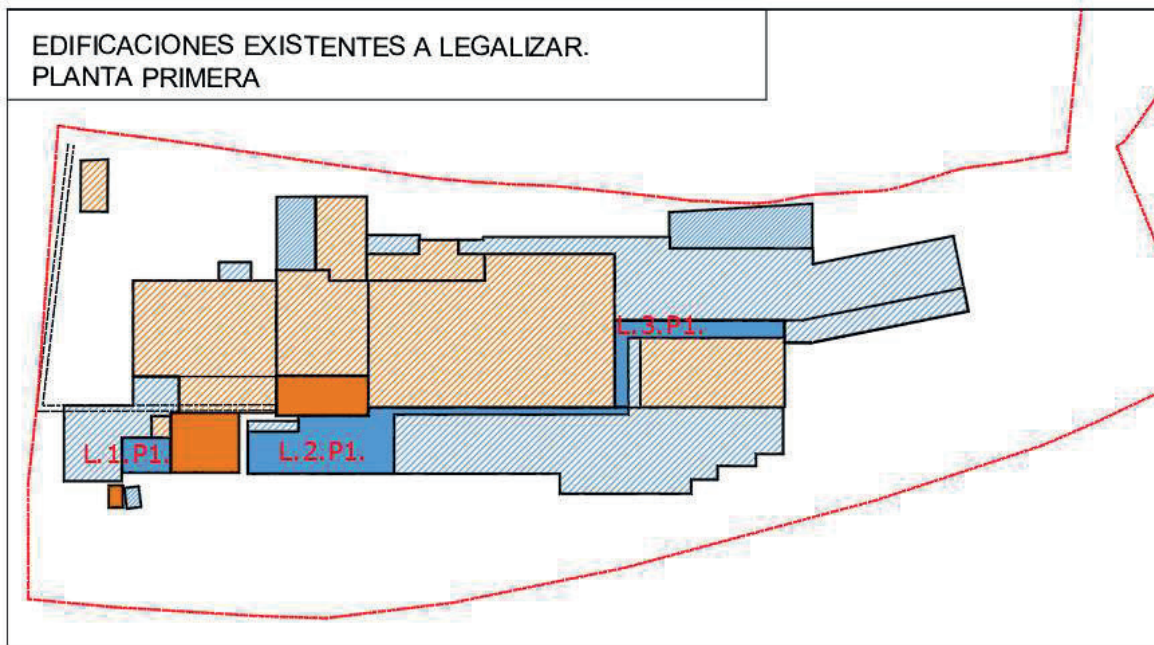 EDIFICACIONES EXISTENTES A LEGALIZAR.
PLANTA PRIMERA
L.3.P1.
L.1.P1.
L.2.P1.